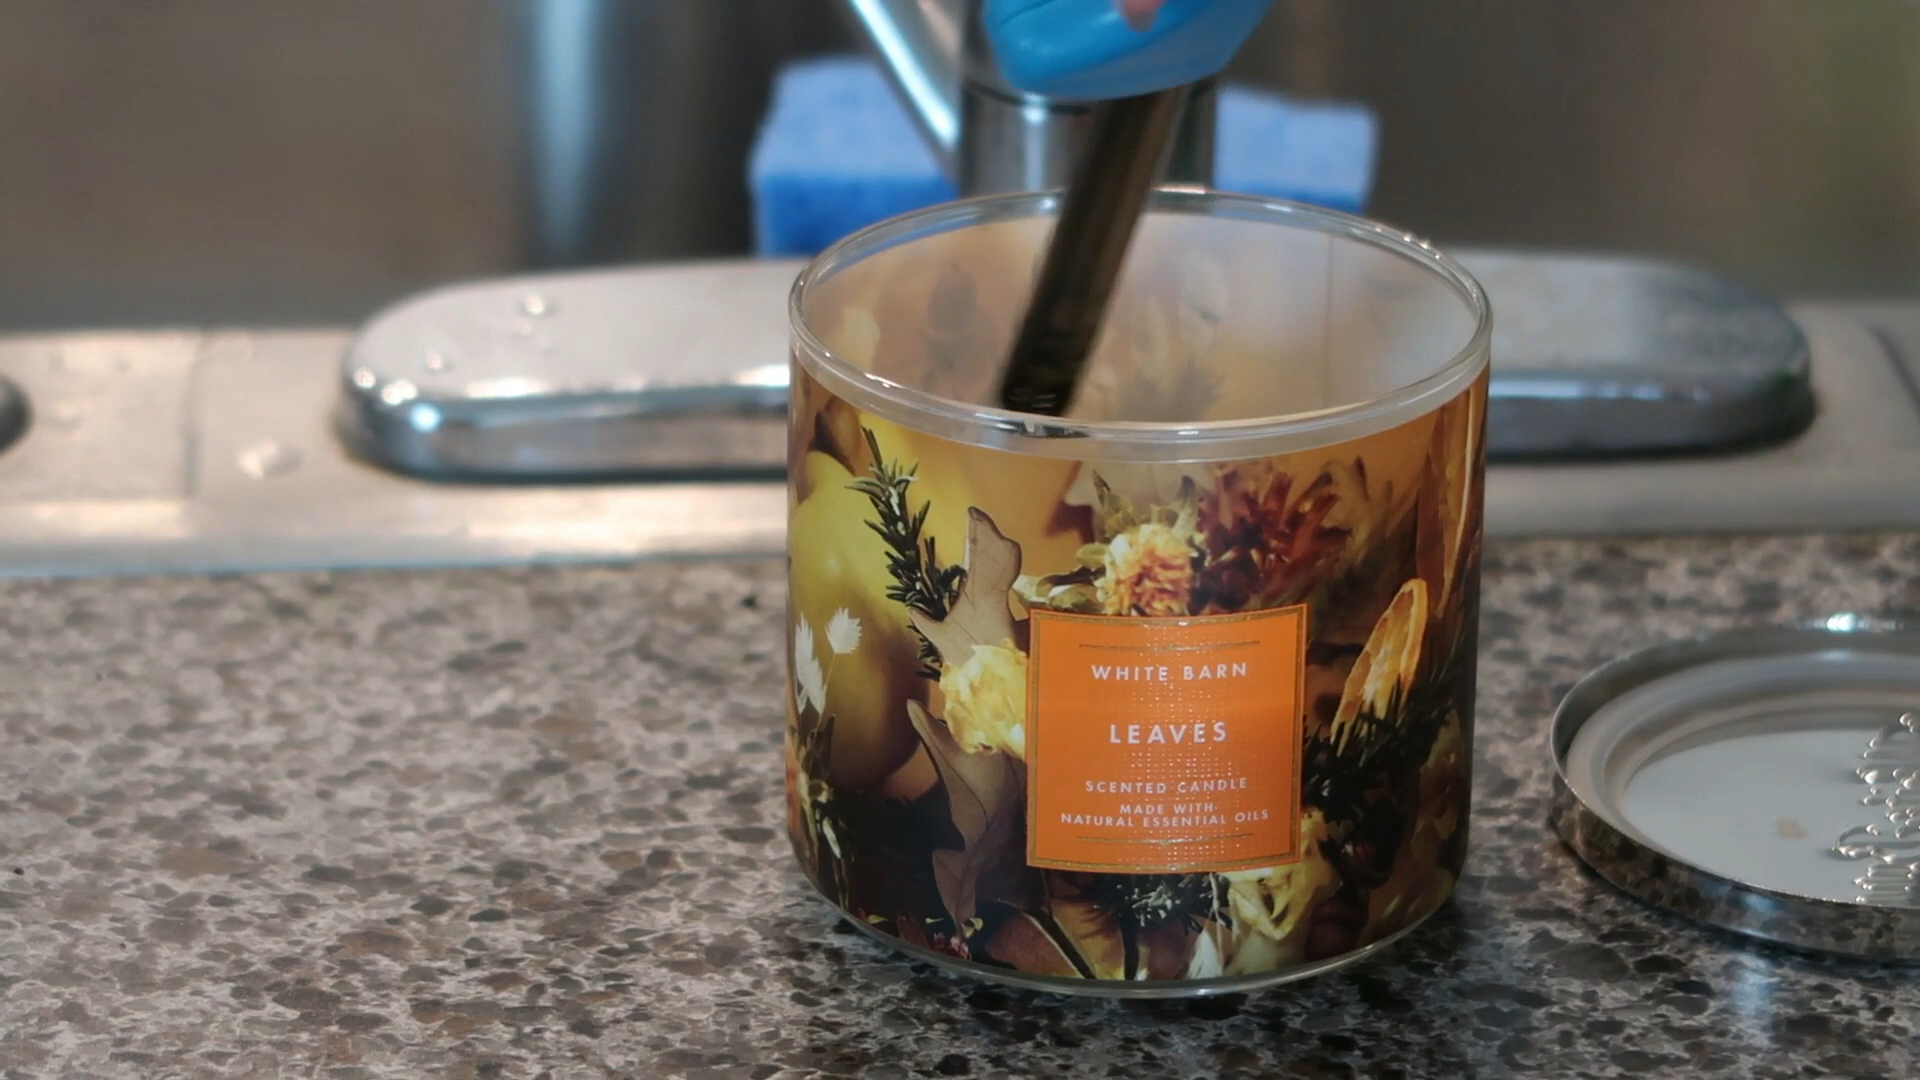 WHITE BARN
LEAVES
SCENTED CANDLE
MADE WITH
NATURAL ESSENTIAL OILS